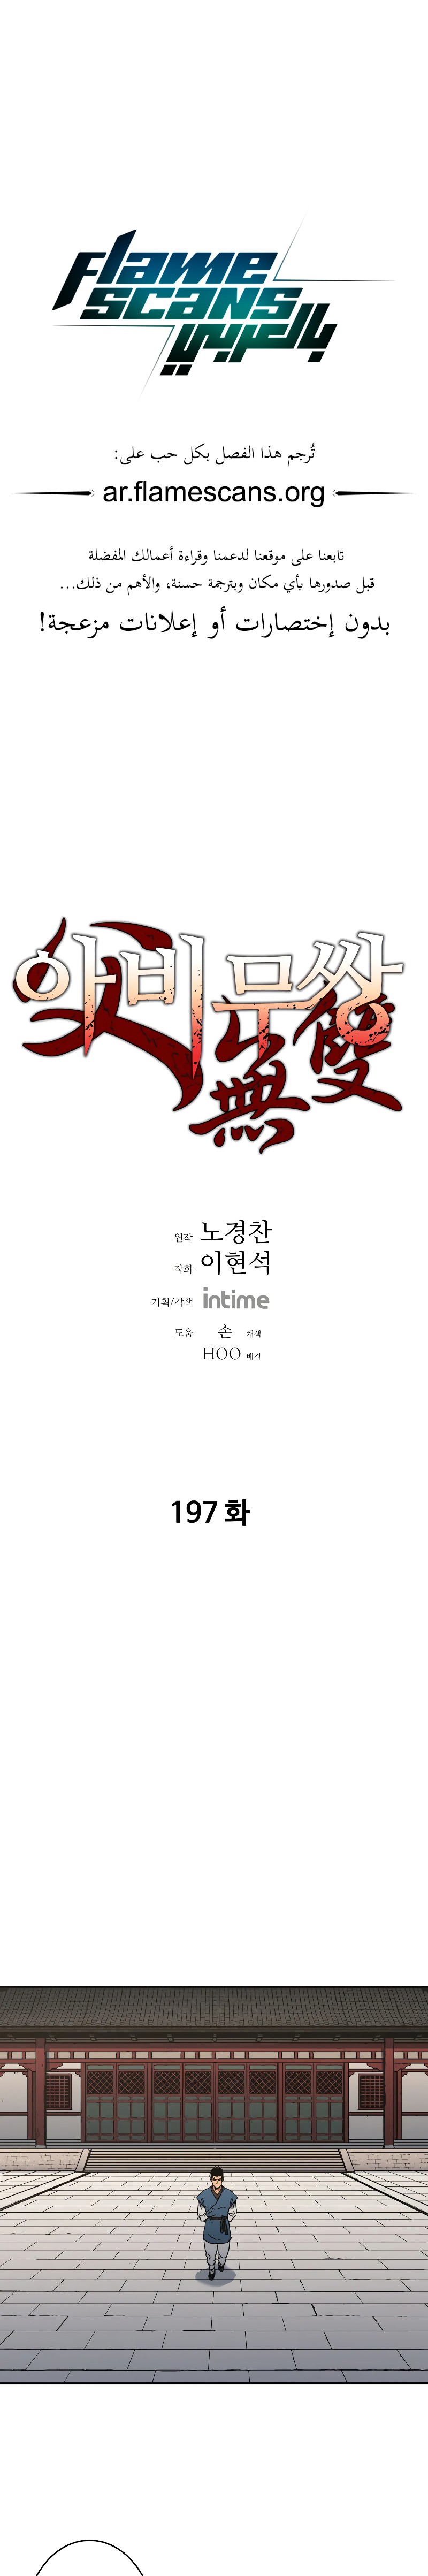 Flame
scans
بالعربي
تُرجم هذا الفصل بكل حب على:
ar.flamescans.org
تابعنا على موقعنا لدعمنا وقراءة أعمالك المفضلة
قبل صدورها بأي مكان وبترجمة حسنة، والأهم من ذلك...
بدون إختصارات أو إعلانات مزعجة!
아비무쌍
無雙
원작 노경찬
작화 이현석
기획/각색 intime
도움 손 채색
HOO 배경
197 화